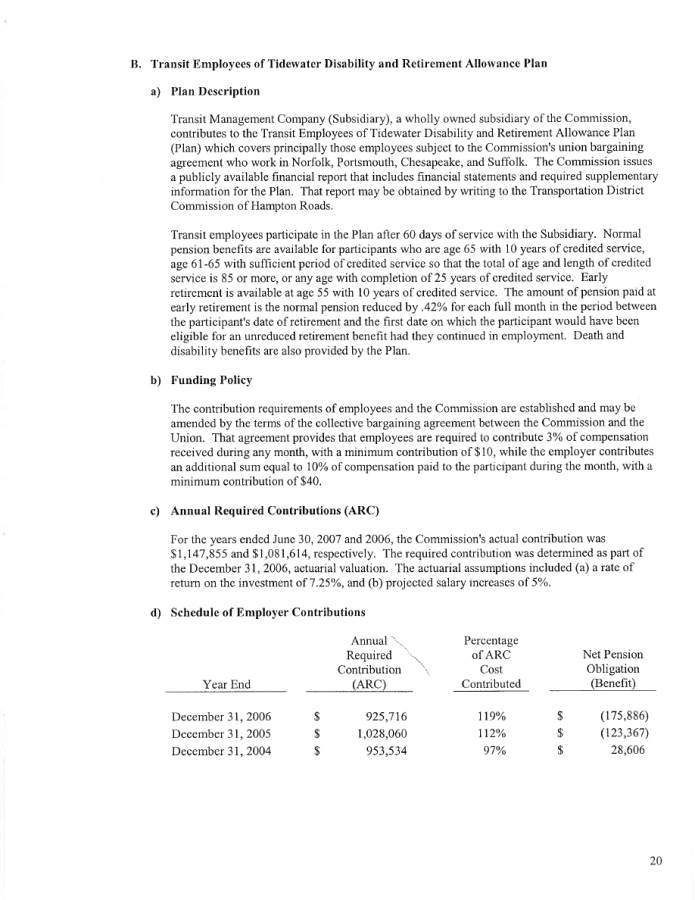 B. Transit Employees of Tidewater Disability and Retirement Allowance Plan
a) Plan Description
Transit Management Company (Subsidiary), a wholly owned subsidiary of the Commission,
contributes to the Transit Employees of Tidewater Disability and Retirement Allowance Plan
(Plan) which covers principally those employees subject to the Commission's union bargaining
agreement who work in Norfolk, Portsmouth, Chesapeake, and Suffolk. The Commission issues
a publicly available financial report that includes financial statements and required supplementary
information for the Plan. That report may be obtained by writing to the Transportation District
Commission of Hampton Roads.
Transit employees participate in the Plan after 60 days of service with the Subsidiary. Normal
pension benefits are available for participants who are age 65 with 10 years of credited service,
age 61-65 with sufficient period of credited service so that the total of age and length of credited
service is 85 or more, or any age with completion of 25 years of credited service. Early
retirement is available at age 55 with 10 years of credited service. The amount of pension paid at
early retirement is the normal pension reduced by .42% for each full month in the period between
the participant's date of retirement and the first date on which the participant would have been
eligible for an unreduced retirement benefit had they continued in employment. Death and
disability benefits are also provided by the Plan.
b) Funding Policy
The contribution requirements of employees and the Commission are established and may be
amended by the terms of the collective bargaining agreement between the Commission and the
Union. That agreement provides that employees are required to contribute 3% of compensation
received during any month, with a minimum contribution of $10, while the employer contributes
an additional sum equal to 10% of compensation paid to the participant during the month, with a
minimum contribution of $40.
c) Annual Required Contributions (ARC)
For the years ended June 30, 2007 and 2006, the Commission's actual contribution was
$1,147,855 and $1,081,614, respectively. The required contribution was determined as part of
the December 31, 2006, actuarial valuation. The actuarial assumptions included (a) a rate of
return on the investment of 7.25%, and (b) projected salary increases of 5%.
d) Schedule of Employer Contributions
Annual Percentage
Required of ARC Net Pension
Contribution Cost Obligation
Year End (ARC) Contributed (Benefit)
December 31, 2006 $ 925,716 119% $ (175,886)
December 31, 2005 $ 1,028,060 112% $ (123,367)
December 31, 2004 $ 953,534 97% $ 28,606
20